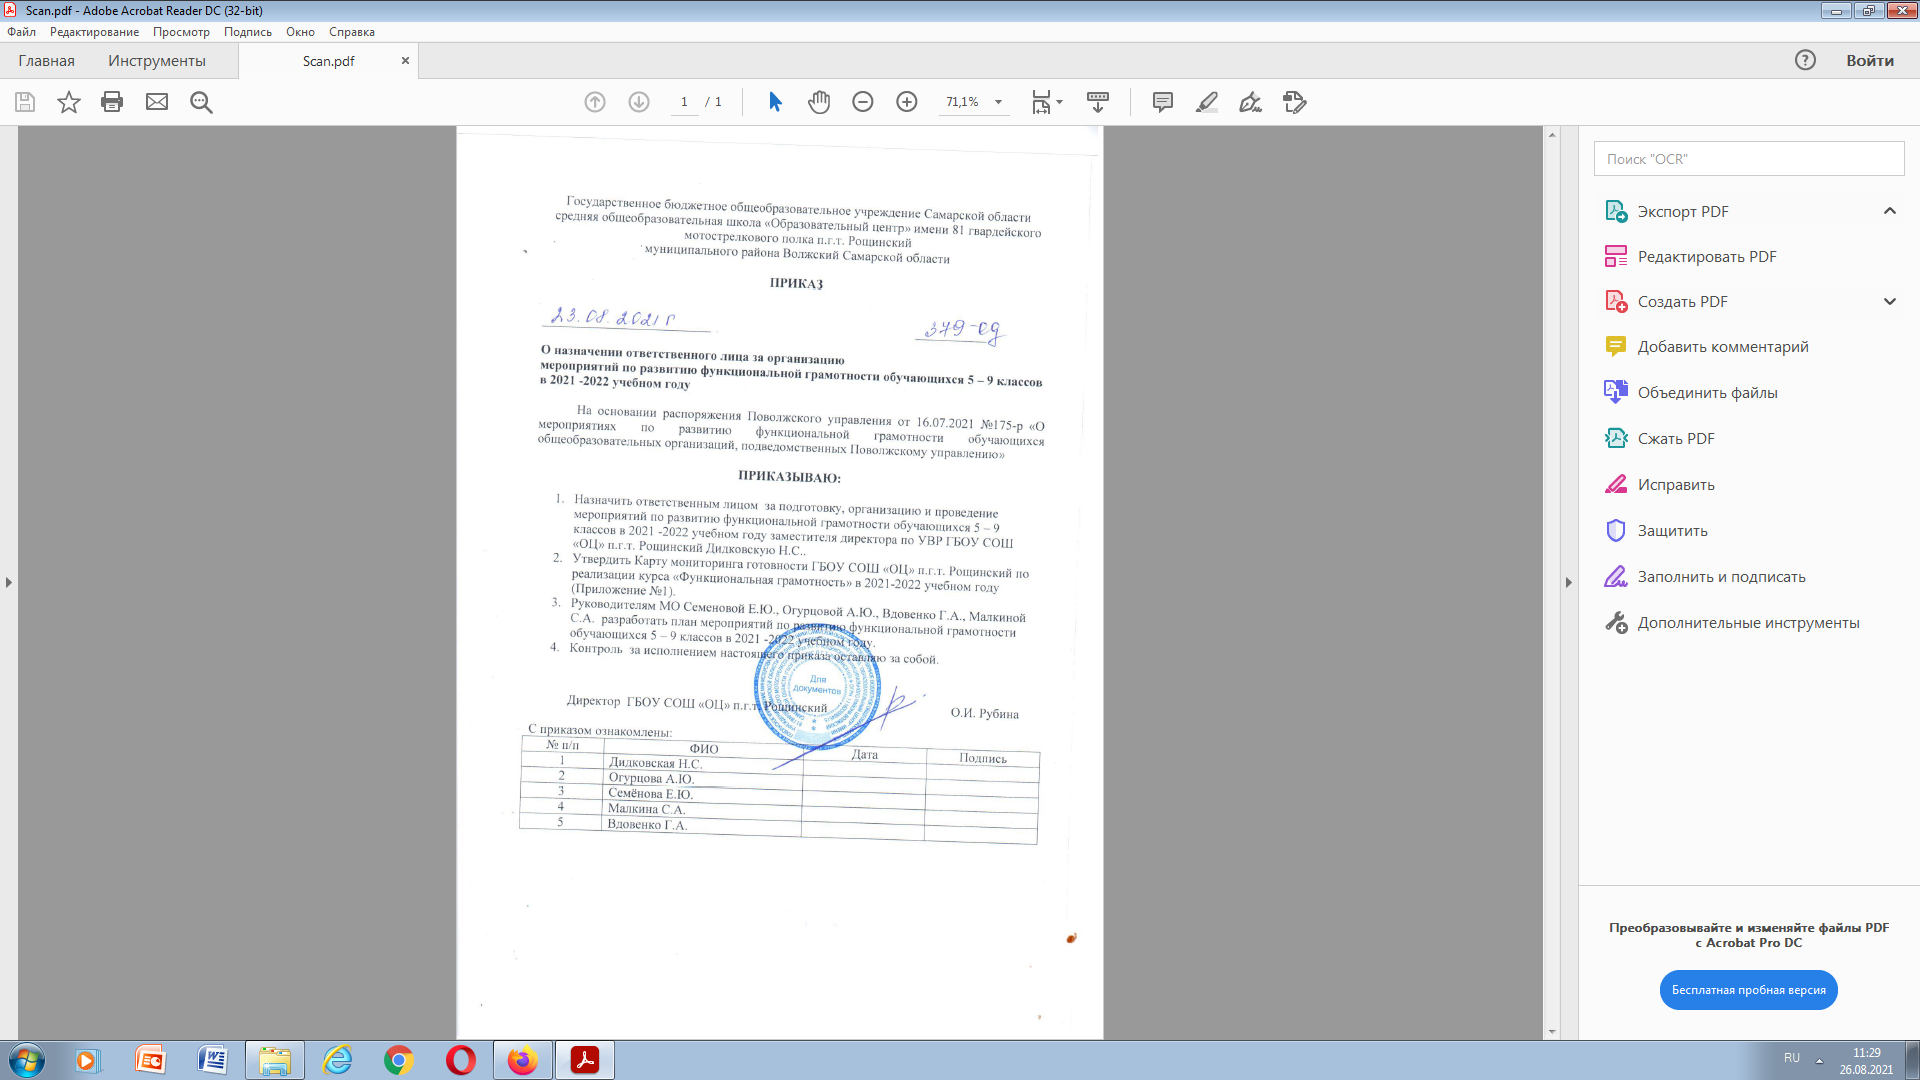 Scan.pdf - Adobe Acrobat Reader DC (32-bit)
Файл Редактирование Просмотр Подпись Окно Справка
Главная Инструменты Scan.pdf Войти
1 / 1 71,1%
Государственное бюджетное общеобразовательное учреждение Самарской области
средняя общеобразовательная школа «Образовательный центр» имени 81 гвардейского
мотострелкового полка п.г.т. Рощинский
муниципального района Волжский Самарской области
ПРИКАЗ
23.08.2021 г 379-од
О назначении ответственного лица за организацию
мероприятий по развитию функциональной грамотности обучающихся 5 – 9 классов
в 2021 -2022 учебном году
На основании распоряжения Поволжского управления от 16.07.2021 №175-р «О
мероприятиях по развитию функциональной грамотности обучающихся
общеобразовательных организаций, подведомственных Поволжскому управлению»
ПРИКАЗЫВАЮ:
1. Назначить ответственным лицом за подготовку, организацию и проведение
мероприятий по развитию функциональной грамотности обучающихся 5 – 9
классов в 2021 -2022 учебном году заместителя директора по УВР ГБОУ СОШ
«ОЦ» п.г.т. Рощинский Дидковскую Н.С..
2. Утвердить Карту мониторинга готовности ГБОУ СОШ «ОЦ» п.г.т. Рощинский по
реализации курса «Функциональная грамотность» в 2021-2022 учебном году
(Приложение №1).
3. Руководителям МО Семеновой Е.Ю., Огурцовой А.Ю., Вдовенко Г.А., Малкиной
С.А. разработать план мероприятий по развитию функциональной грамотности
обучающихся 5 – 9 классов в 2021 -2022 учебном году.
4. Контроль за исполнением настоящего приказа оставляю за собой.
Для
документов
Директор ГБОУ СОШ «ОЦ» п.г.т. Рощинский О.И. Рубина
С приказом ознакомлены:
№ п/п ФИО Дата Подпись
1 Дидковская Н.С.
2 Огурцова А.Ю.
3 Семёнова Е.Ю.
4 Малкина С.А.
5 Вдовенко Г.А.
Поиск "OCR"
Экспорт PDF
Редактировать PDF
Создать PDF
Добавить комментарий
Объединить файлы
Сжать PDF
Исправить
Защитить
Заполнить и подписать
Дополнительные инструменты
Преобразовывайте и изменяйте файлы PDF
с Acrobat Pro DC
Бесплатная пробная версия
RU 11:29
26.08.2021